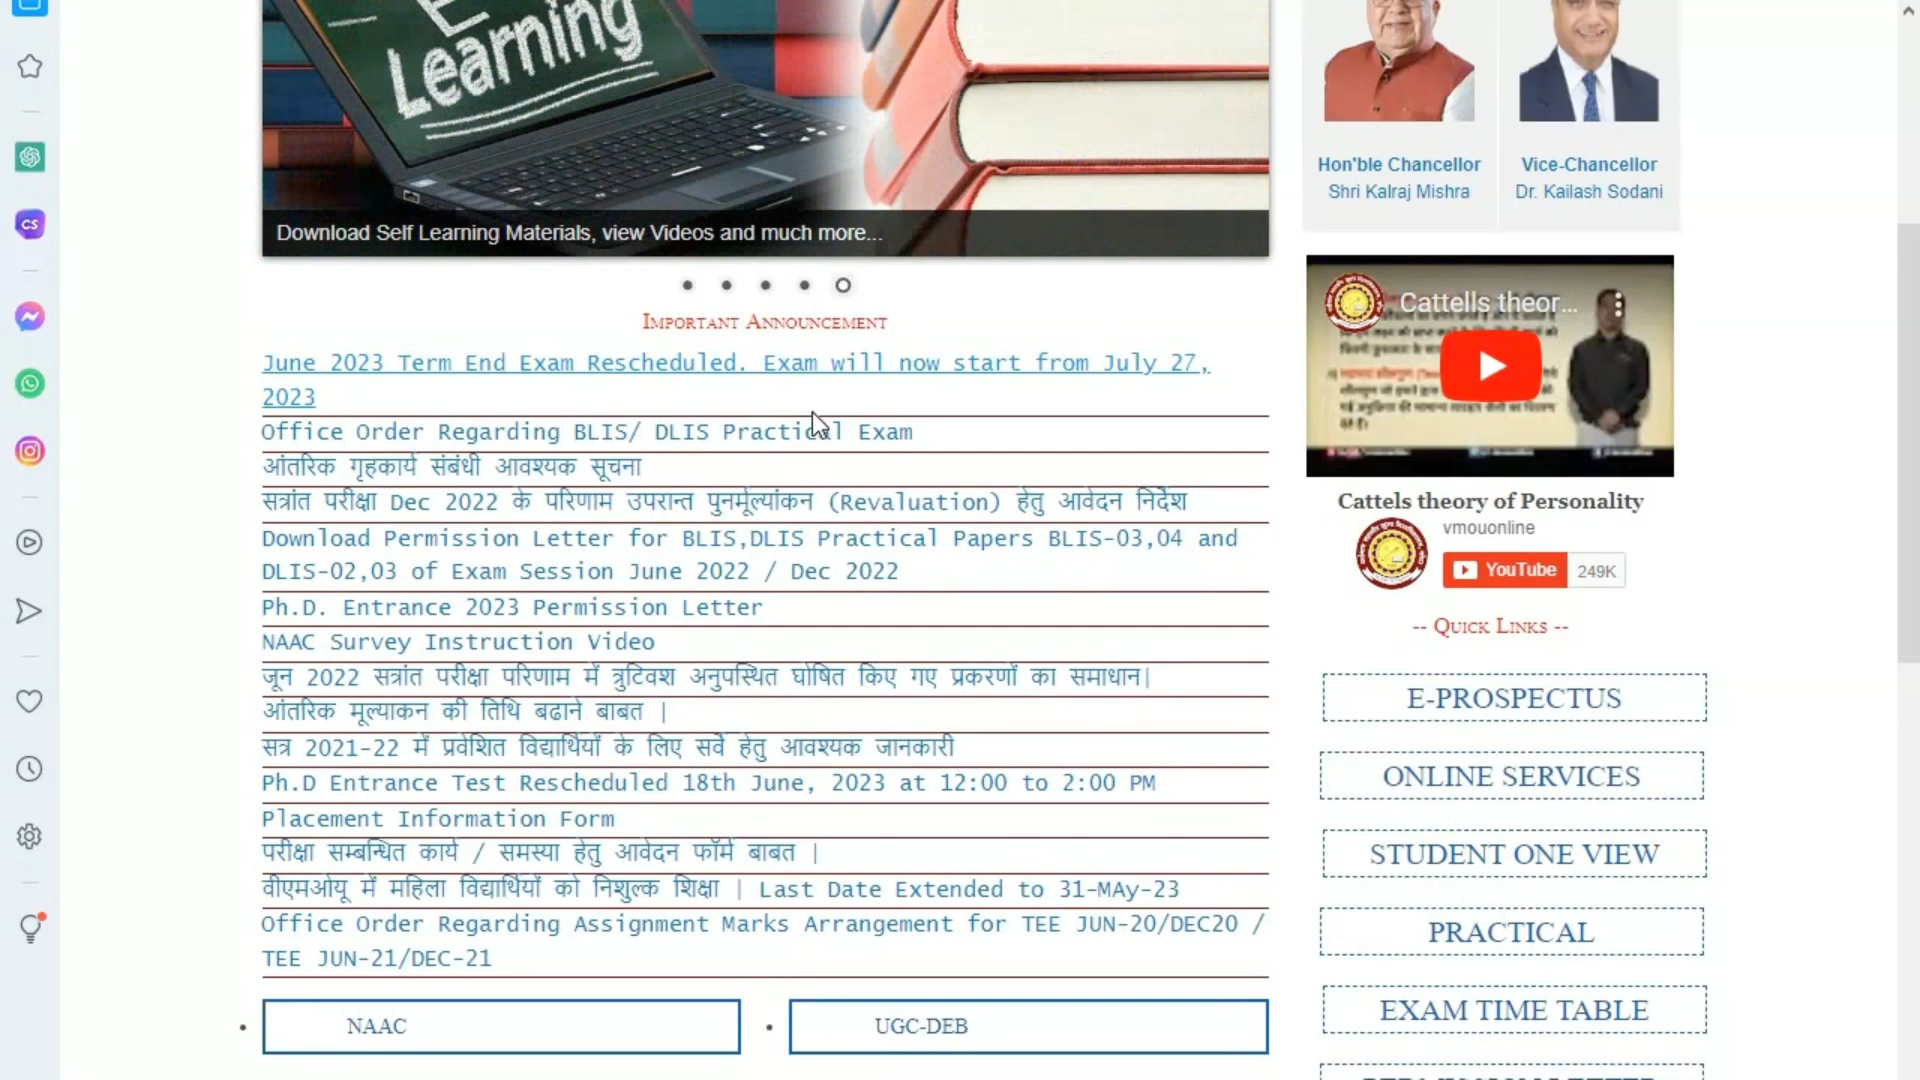 E
Learning
Download Self Learning Materials, view Videos and much more...
Hon'ble Chancellor
Shri Kalraj Mishra
Vice-Chancellor
Dr. Kailash Sodani
CS
IMPORTANT ANNOUNCEMENT
June 2023 Term End Exam Rescheduled. Exam will now start from July 27,
2023
Office Order Regarding BLIS/ DLIS Practical Exam
आंतरिक गृहकार्य संबंधी आवश्यक सूचना
सत्रांत परीक्षा Dec 2022 के परिणाम उपरान्त पुनर्मूल्यांकन (Revaluation) हेतु आवेदन निर्देश
Download Permission Letter for BLIS,DLIS Practical Papers BLIS-03,04 and
DLIS-02,03 of Exam Session June 2022 / Dec 2022
Ph.D. Entrance 2023 Permission Letter
NAAC Survey Instruction Video
जून 2022 सत्रांत परीक्षा परिणाम में त्रुटिवश अनुपस्थित घोषित किए गए प्रकरणों का समाधान|
आंतरिक मूल्याकन की तिथि बढाने बाबत |
सत्र 2021-22 में प्रवेशित विद्यार्थियों के लिए सर्वे हेतु आवश्यक जानकारी
Ph.D Entrance Test Rescheduled 18th June, 2023 at 12:00 to 2:00 PM
Placement Information Form
परीक्षा सम्बन्धित कार्य / समस्या हेतु आवेदन फॉर्म बाबत |
वीएमओयू में महिला विद्यार्थियों को निशुल्क शिक्षा | Last Date Extended to 31-MAy-23
Office Order Regarding Assignment Marks Arrangement for TEE JUN-20/DEC20 /
TEE JUN-21/DEC-21
NAAC
UGC-DEB
Cattells theor...
Cattels theory of Personality
vmouonline
YouTube 249K
-- QUICK LINKS --
E-PROSPECTUS
ONLINE SERVICES
STUDENT ONE VIEW
PRACTICAL
EXAM TIME TABLE